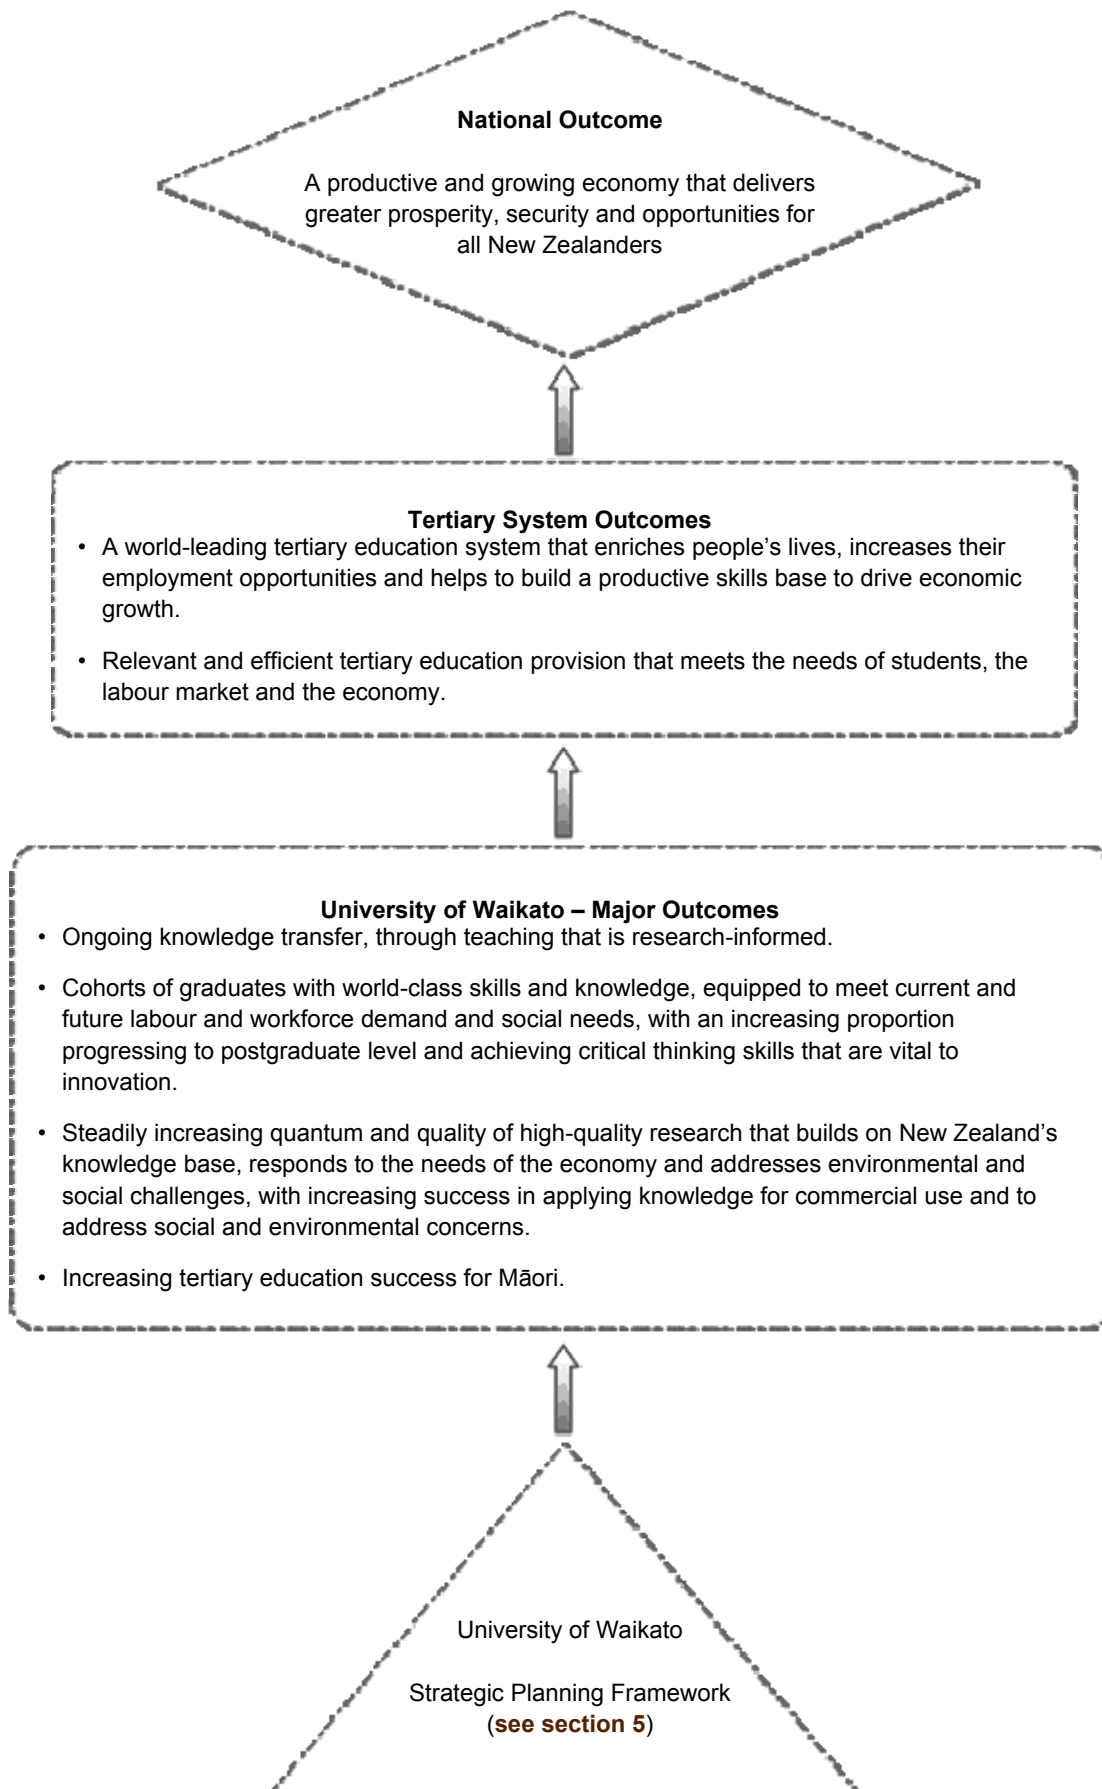 National Outcome
A productive and growing economy that delivers
greater prosperity, security and opportunities for
all New Zealanders
Tertiary System Outcomes
• A world-leading tertiary education system that enriches people's lives, increases their
employment opportunities and helps to build a productive skills base to drive economic
growth.
• Relevant and efficient tertiary education provision that meets the needs of students, the
labour market and the economy.
University of Waikato – Major Outcomes
• Ongoing knowledge transfer, through teaching that is research-informed.
• Cohorts of graduates with world-class skills and knowledge, equipped to meet current and
future labour and workforce demand and social needs, with an increasing proportion
progressing to postgraduate level and achieving critical thinking skills that are vital to
innovation.
• Steadily increasing quantum and quality of high-quality research that builds on New Zealand's
knowledge base, responds to the needs of the economy and addresses environmental and
social challenges, with increasing success in applying knowledge for commercial use and to
address social and environmental concerns.
• Increasing tertiary education success for Māori.
University of Waikato
Strategic Planning Framework
(see section 5)